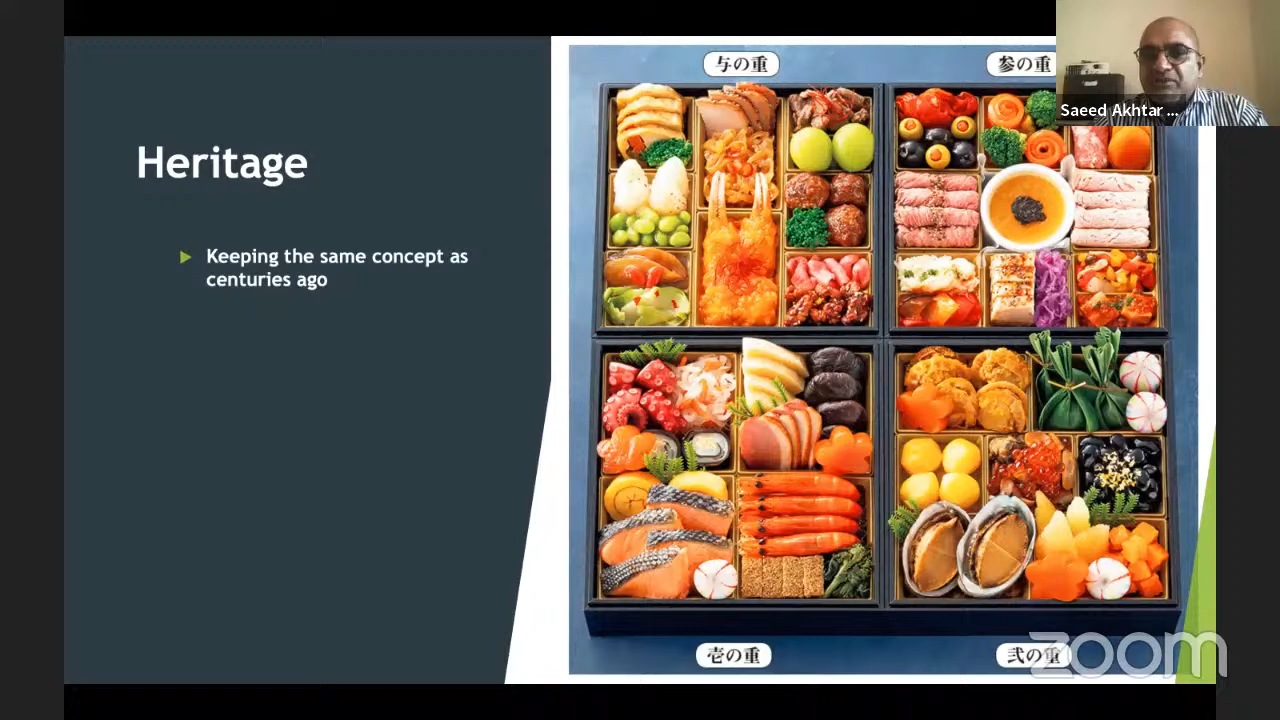 与の重
参の重
Saeed Akhtar ...
Heritage
Keeping the same concept as
centuries ago
壱の重
弐の重
zoom